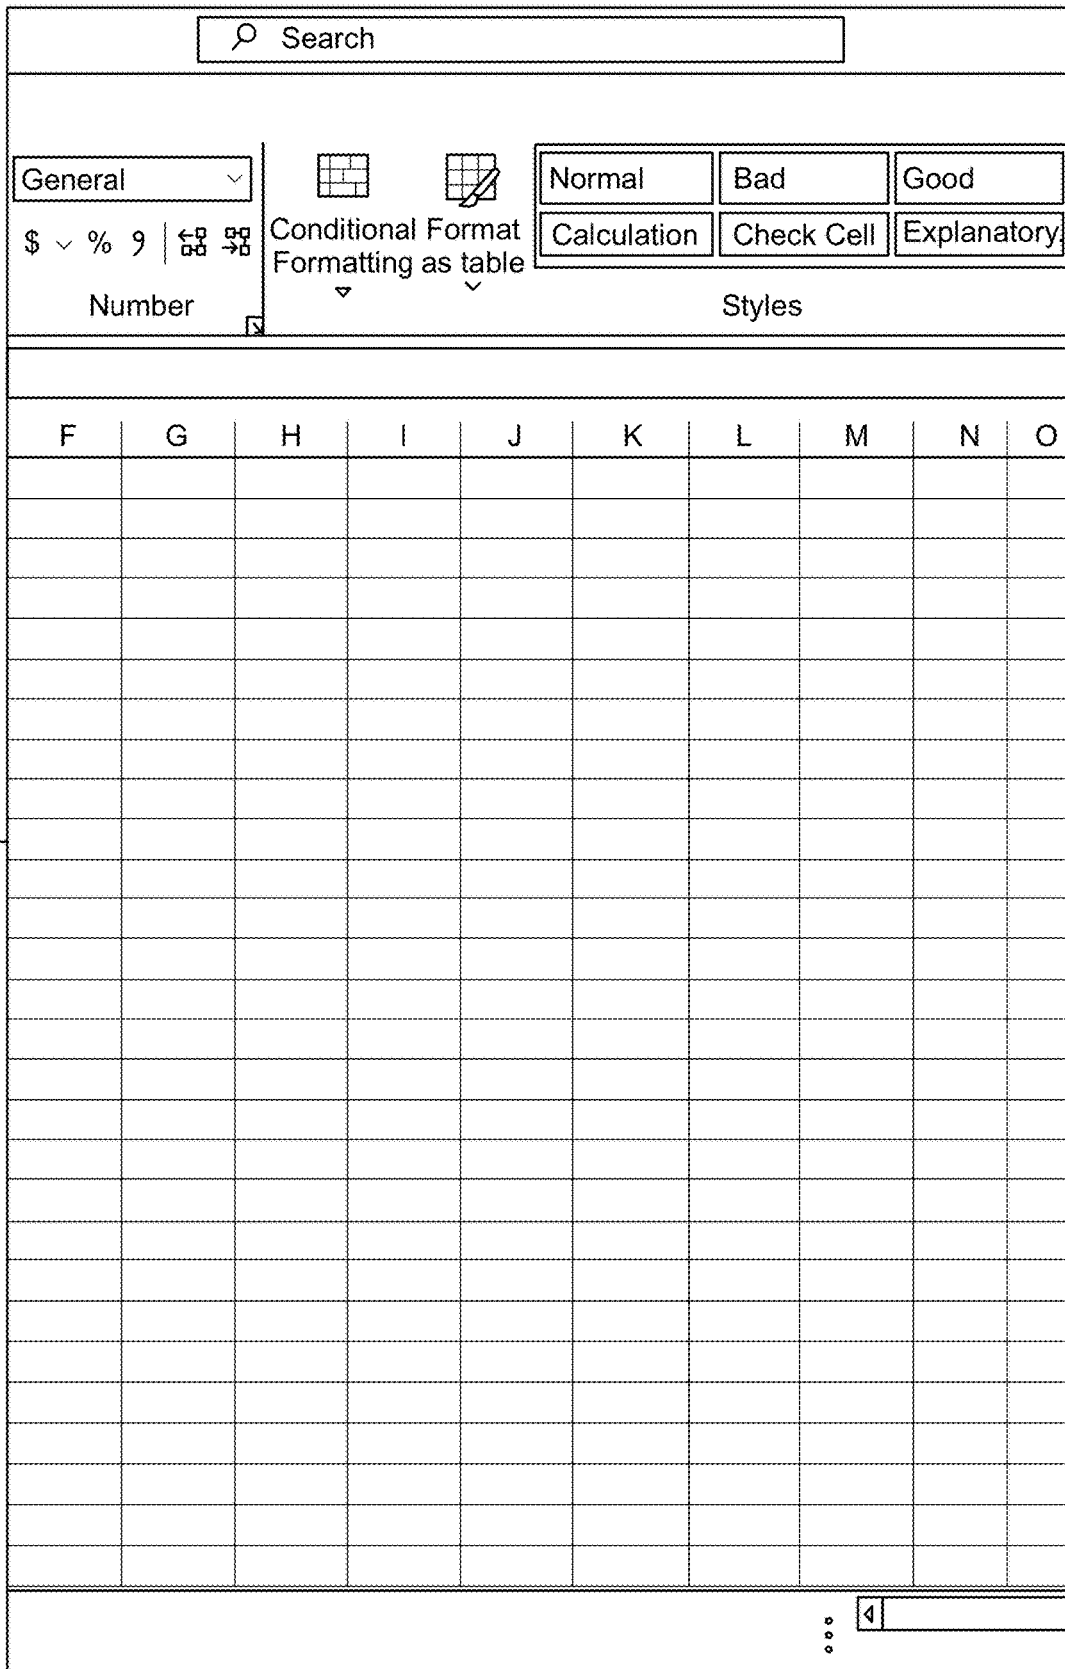 Search
General
Normal
Bad
Good
$ % 9
Conditional Format
Formatting as table
Calculation
Check Cell
Explanatory
Number
Styles
F G H I J K L M N O